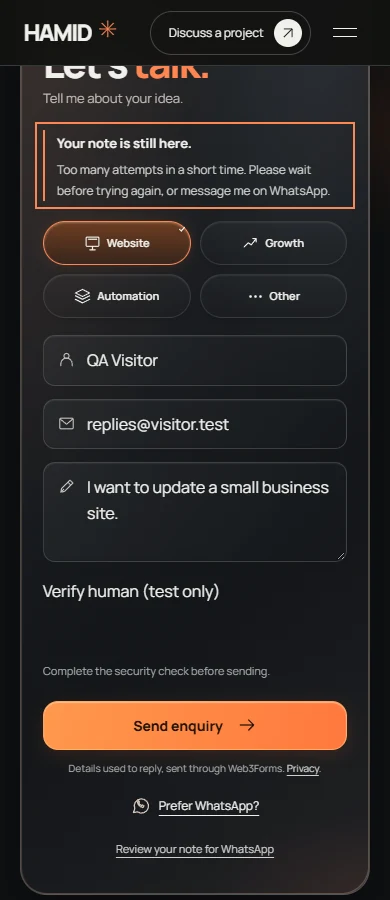 HAMID
Discuss a project
Let's talk.
Tell me about your idea.
Your note is still here.
Too many attempts in a short time. Please wait
before trying again, or message me on WhatsApp.
Website
Growth
Automation
Other
QA Visitor
replies@visitor.test
I want to update a small business
site.
Verify human (test only)
Complete the security check before sending.
Send enquiry
Details used to reply, sent through Web3Forms. Privacy.
Prefer WhatsApp?
Review your note for WhatsApp